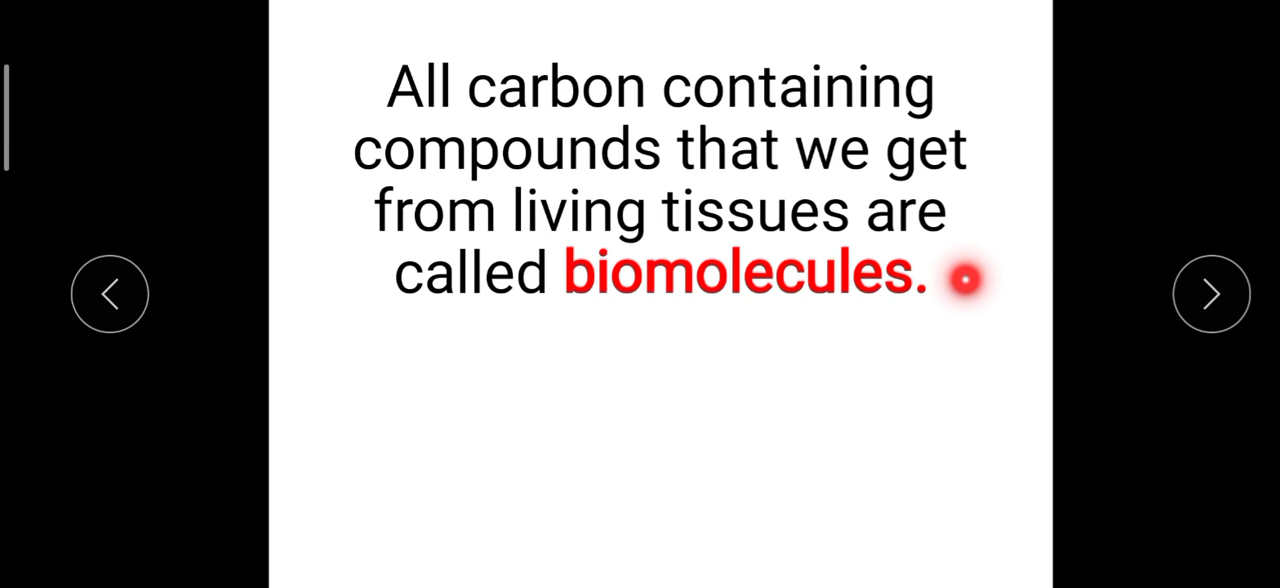 All carbon containing
compounds that we get
from living tissues are
called biomolecules.